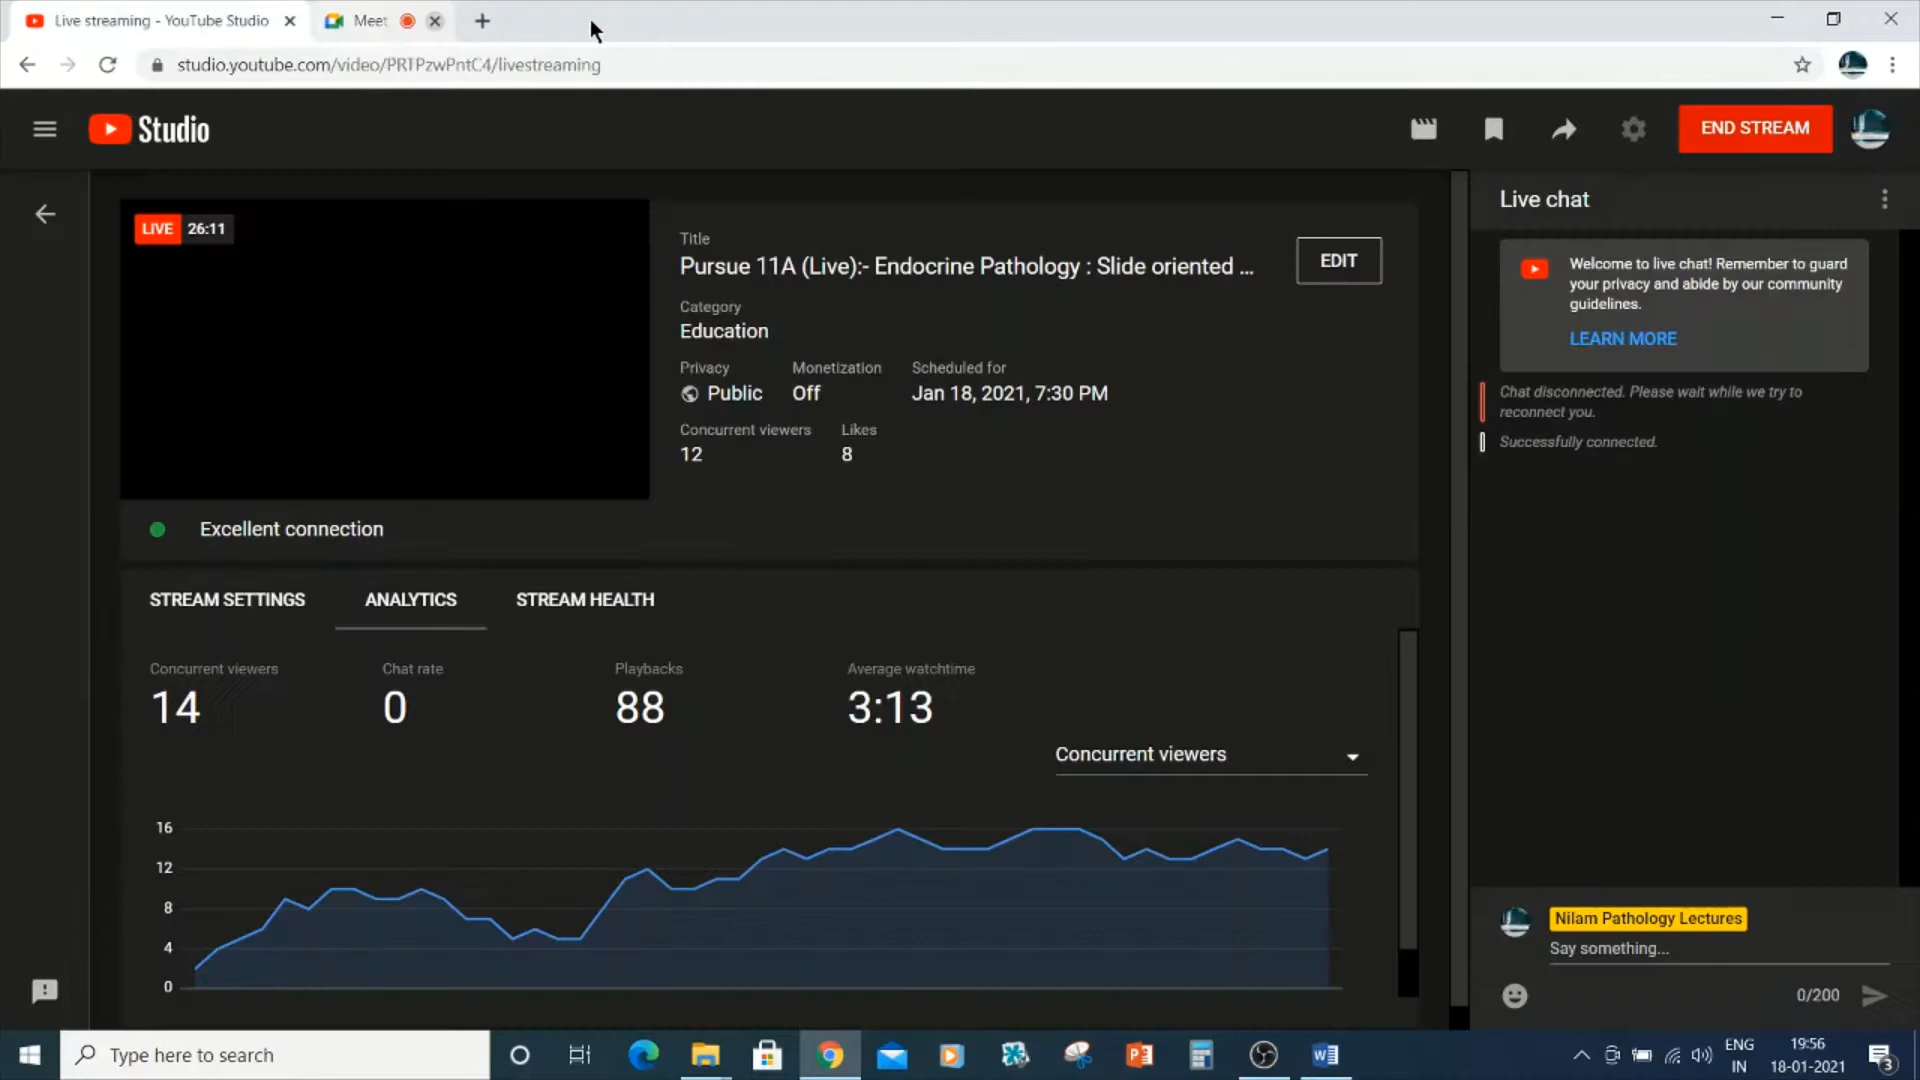 Live streaming - YouTube Studio
Meet
studio.youtube.com/video/PRTPzwPntC4/livestreaming
Studio
END STREAM
LIVE 26:11
Title
Pursue 11A (Live):- Endocrine Pathology : Slide oriented ...
EDIT
Category
Education
Privacy Monetization Scheduled for
Public Off Jan 18, 2021, 7:30 PM
Concurrent viewers Likes
12 8
Excellent connection
STREAM SETTINGS ANALYTICS STREAM HEALTH
Concurrent viewers Chat rate Playbacks Average watchtime
14 0 88 3:13
Concurrent viewers
16
12
8
4
0
Live chat
Welcome to live chat! Remember to guard
your privacy and abide by our community
guidelines.
LEARN MORE
Chat disconnected. Please wait while we try to
reconnect you.
Successfully connected.
Nilam Pathology Lectures
Say something...
0/200
Type here to search
ENG
IN
19:56
18-01-2021
3